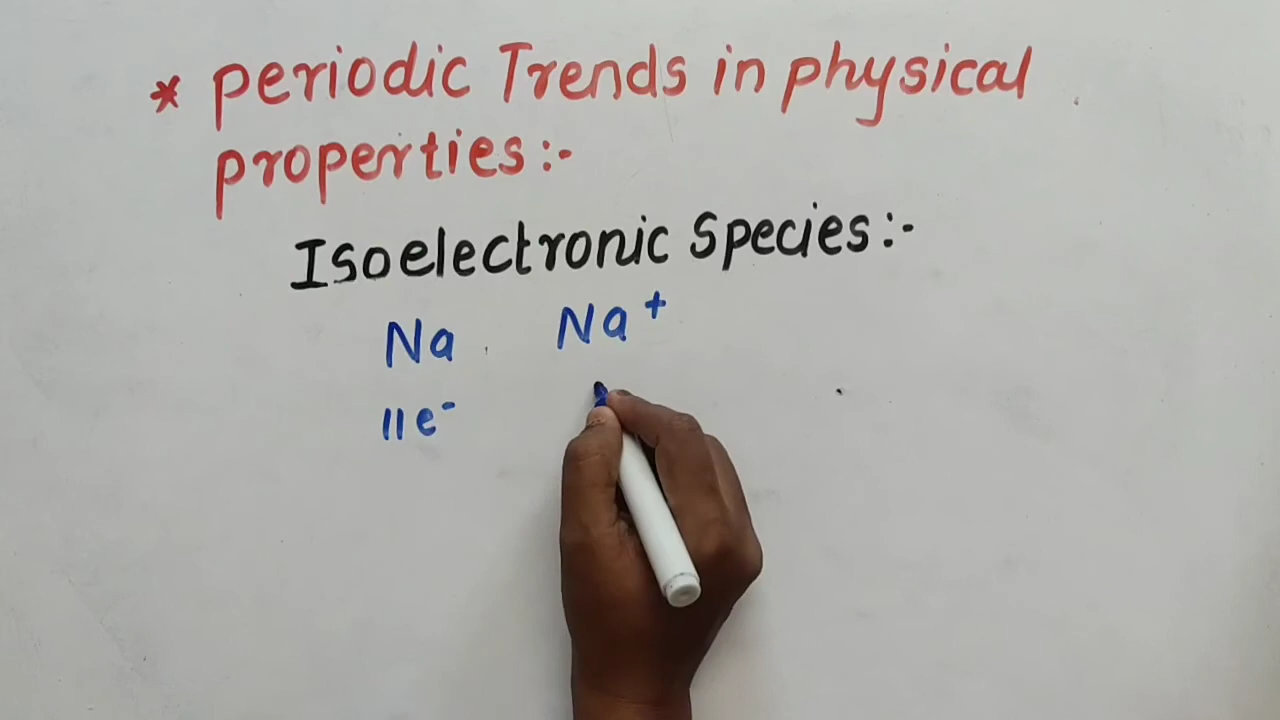 * periodic Trends in physical
properties:-
Isoelectronic Species:-
Na Na⁺
11e⁻